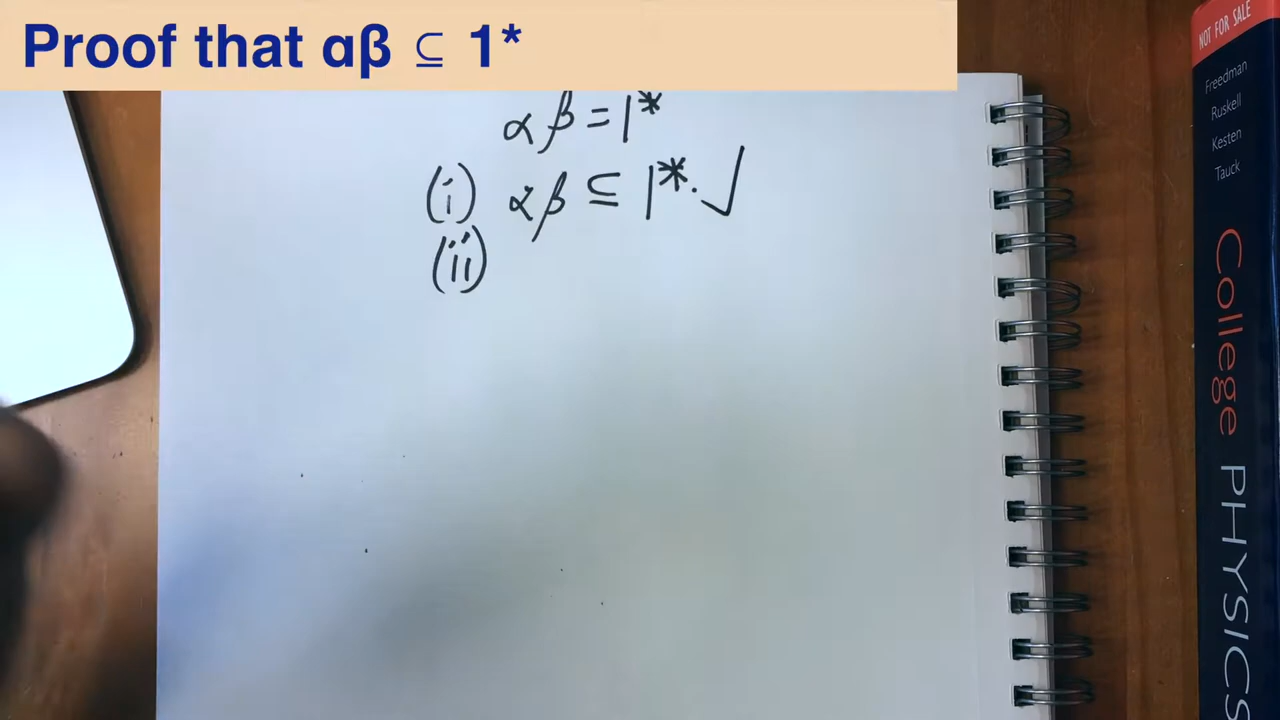 Proof that αβ ⊆ 1*
αβ = 1*
(i) αβ ⊆ 1*. √
(ii)
NOT FOR SALE
Freedman
Ruskell
Kesten
Tauck
College PHYSICS